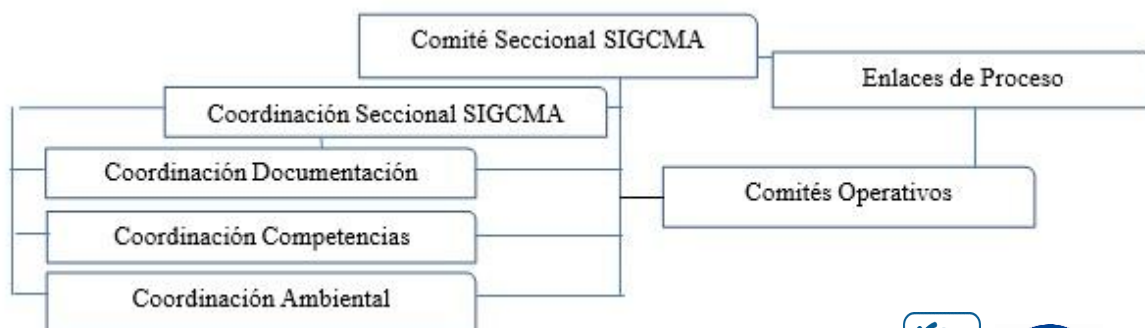 Comité Seccional SIGCMA
Enlaces de Proceso
Coordinación Seccional SIGCMA
Coordinación Documentación
Comités Operativos
Coordinación Competencias
Coordinación Ambiental